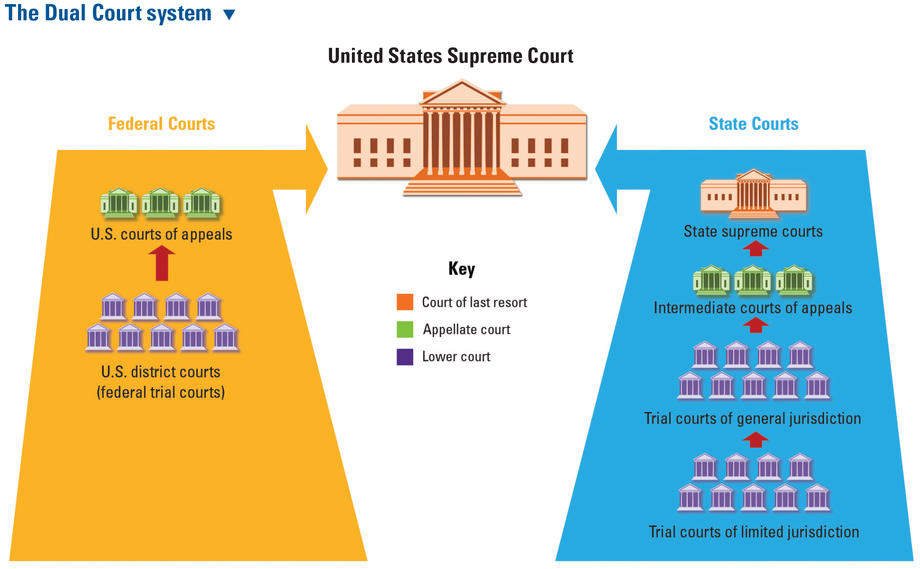 The Dual Court system ▼
United States Supreme Court
Federal Courts
U.S. courts of appeals
U.S. district courts
(federal trial courts)
Key
Court of last resort
Appellate court
Lower court
State Courts
State supreme courts
Intermediate courts of appeals
Trial courts of general jurisdiction
Trial courts of limited jurisdiction